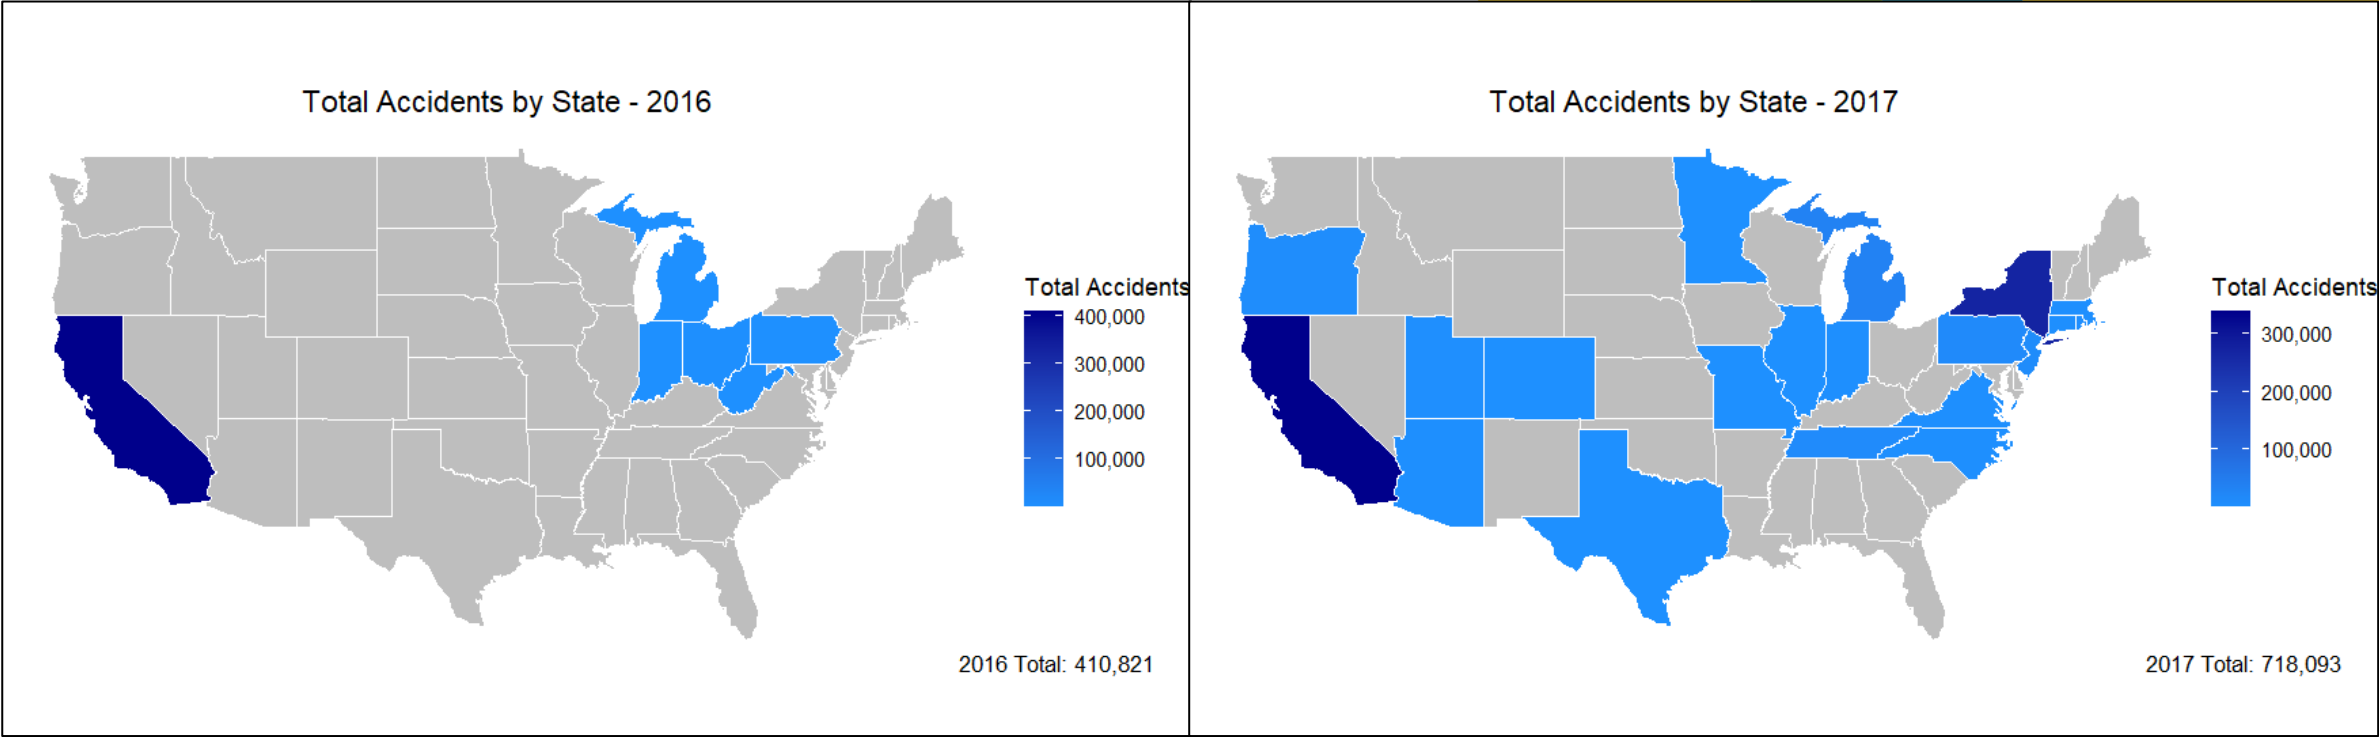 Total Accidents by State - 2016
Total Accidents
400,000
300,000
200,000
100,000
2016 Total: 410,821
Total Accidents by State - 2017
Total Accidents
300,000
200,000
100,000
2017 Total: 718,093